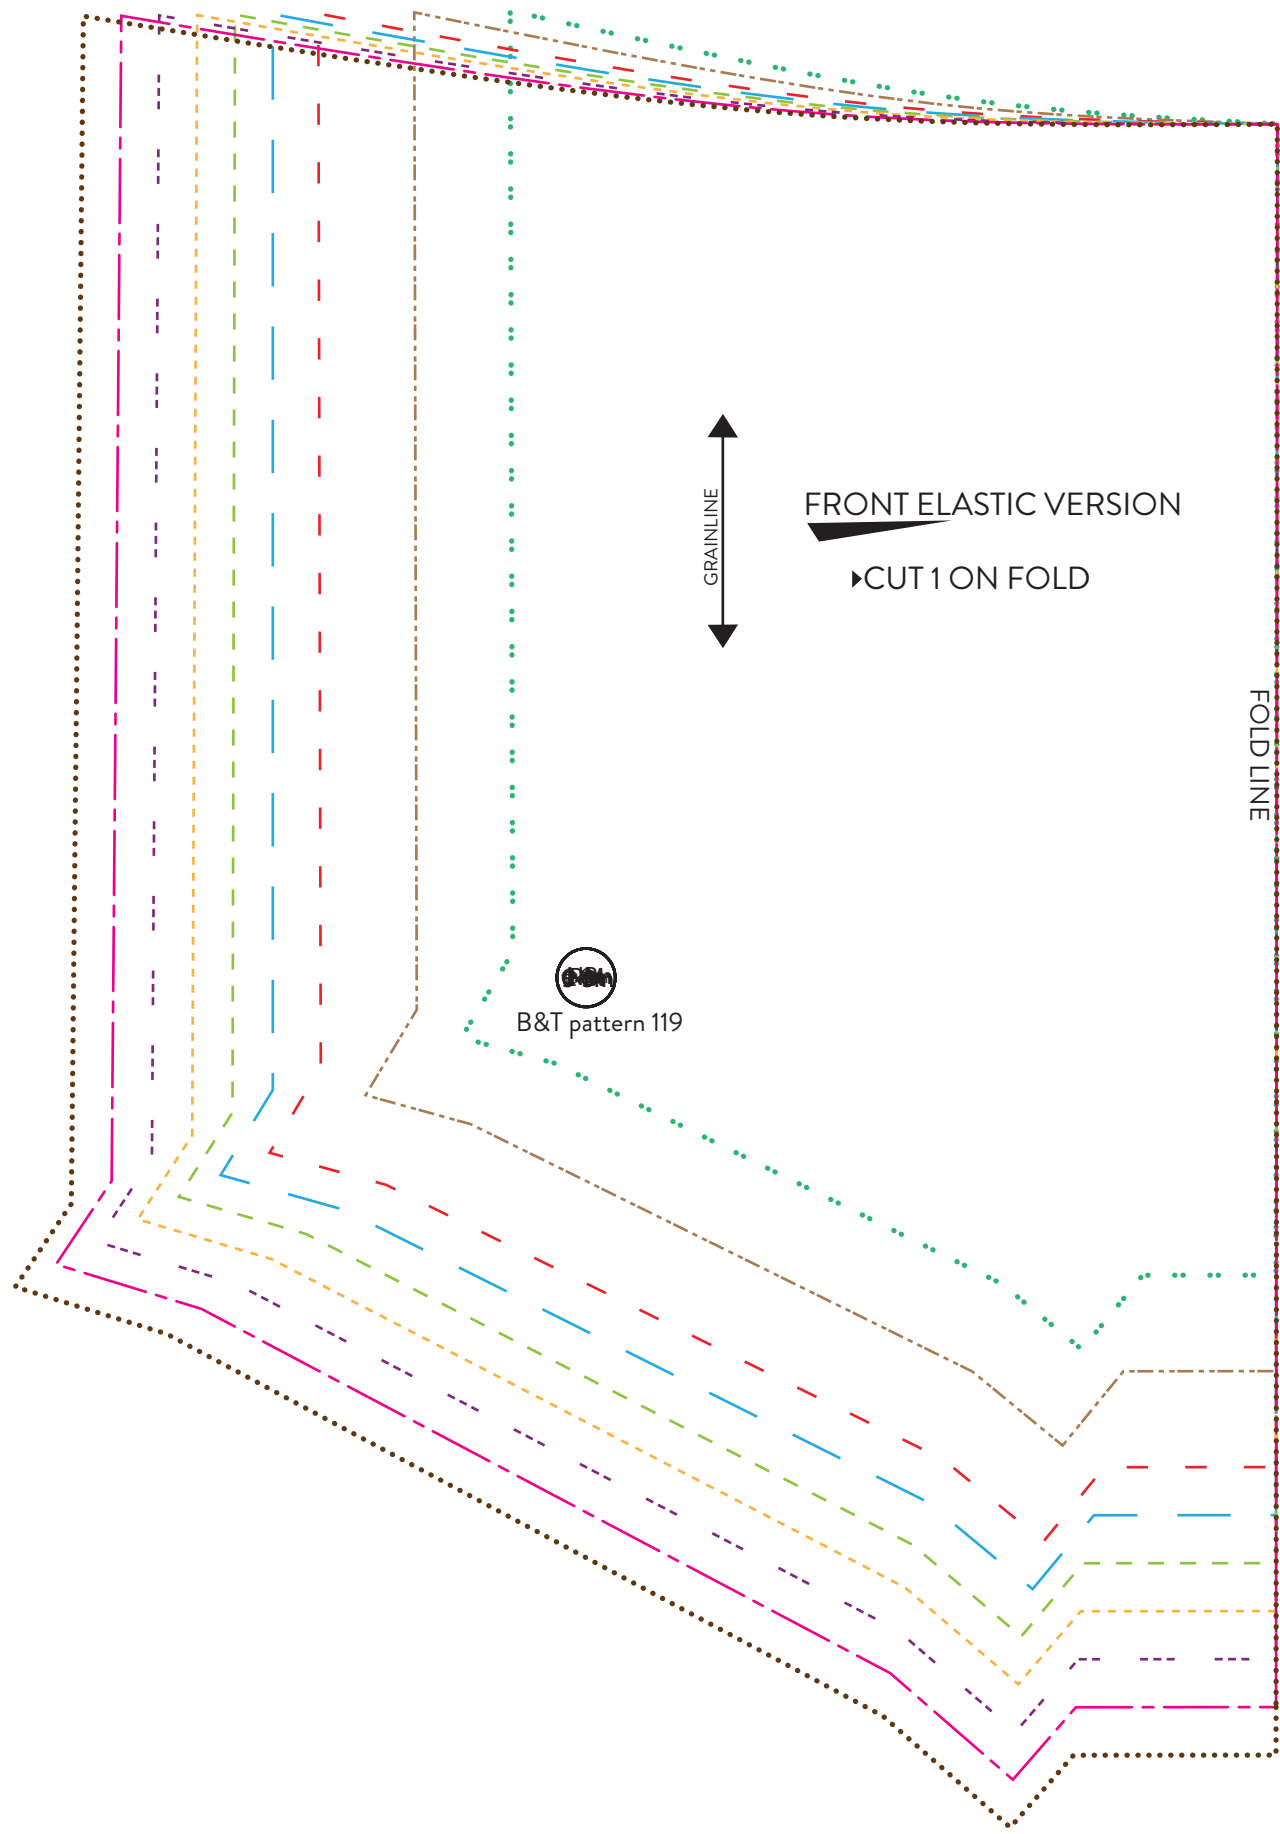 FRONT ELASTIC VERSION
CUT 1 ON FOLD
GRAINLINE
FOLD LINE
B&T pattern 119